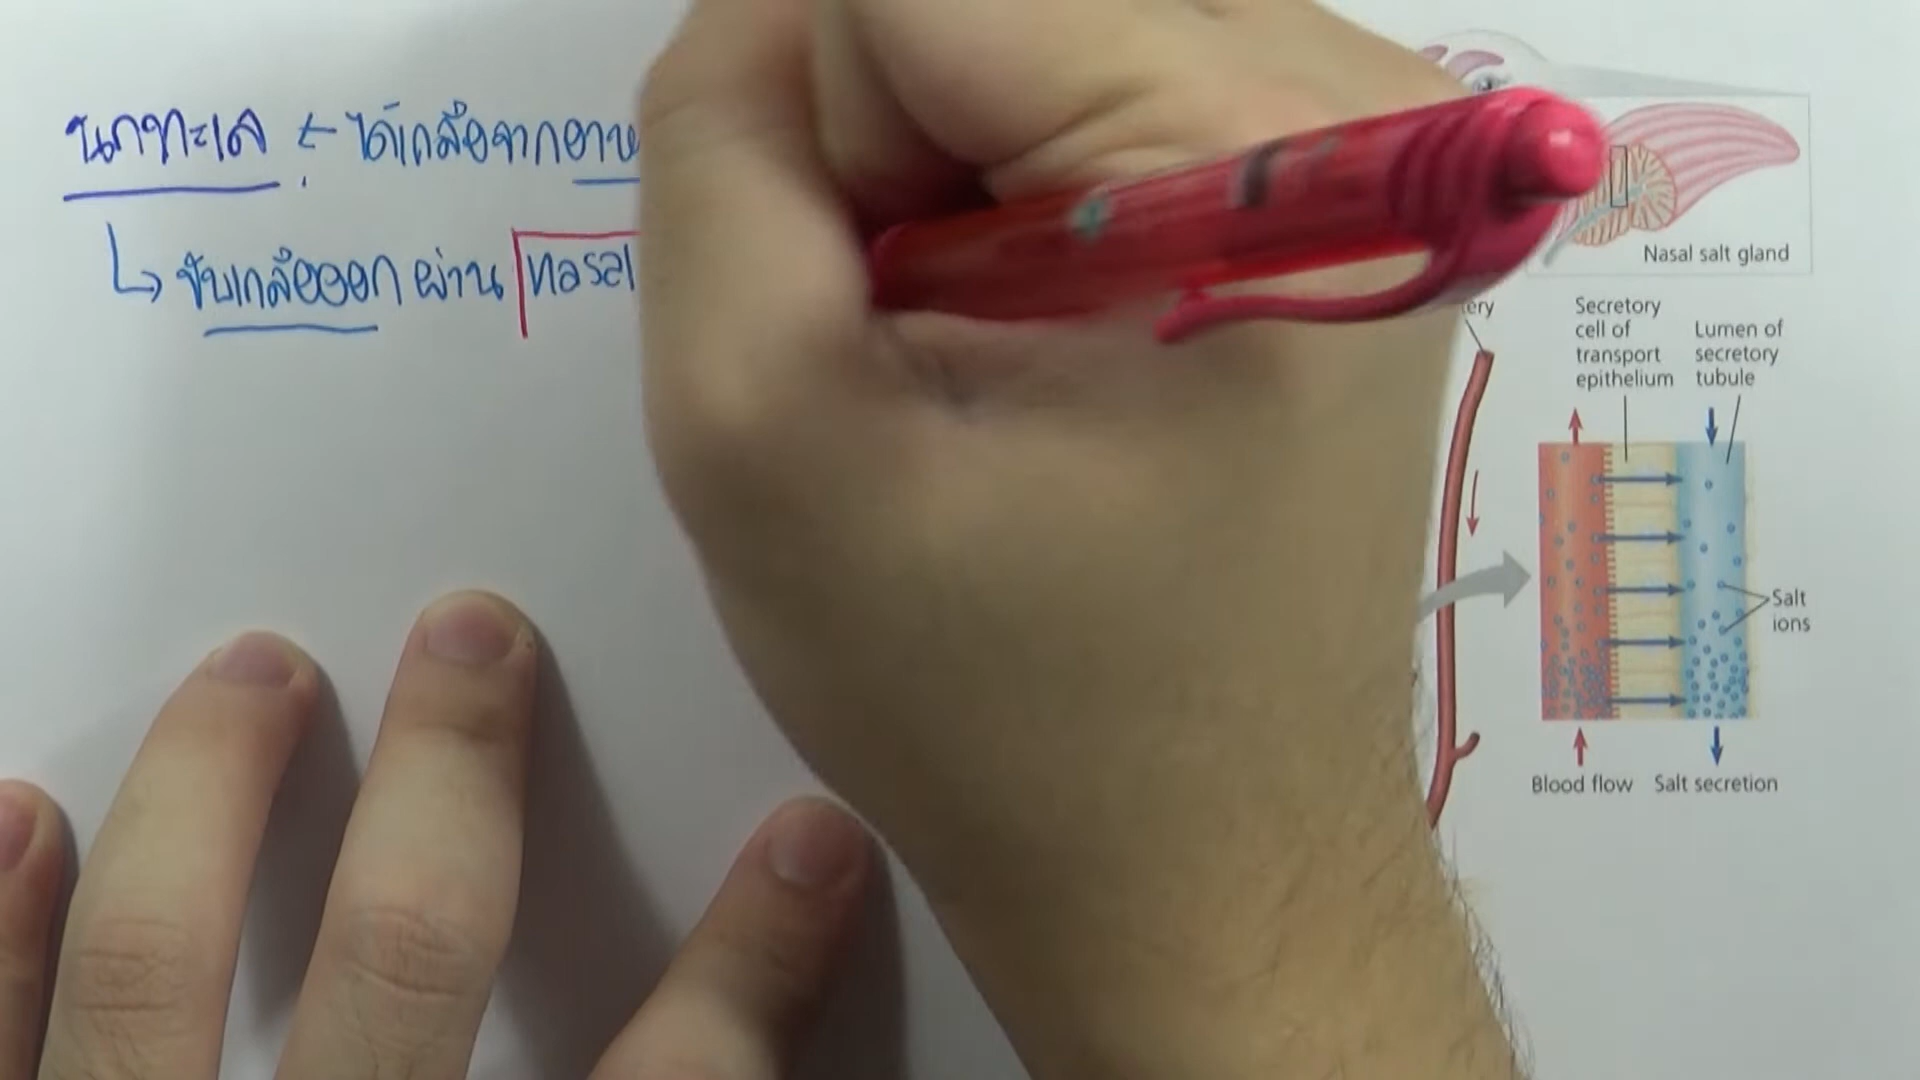 นกทะเล ← ได้เกลือจากอาห
↳ ขับเกลือออก ผ่าน nasal
Nasal salt gland
ery
Secretory
cell of
transport
epithelium
Lumen of
secretory
tubule
Salt
ions
Blood flow
Salt secretion